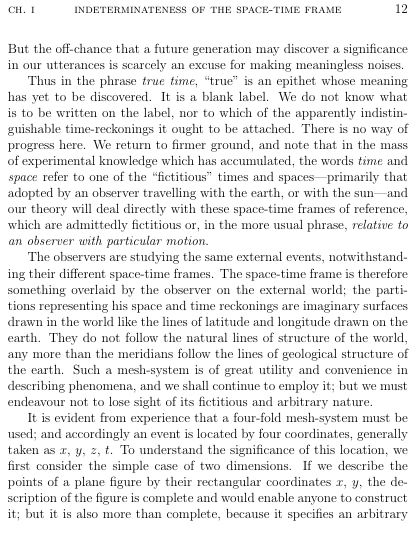 CH. I INDETERMINATENESS OF THE SPACE-TIME FRAME 12
But the off-chance that a future generation may discover a significance
in our utterances is scarcely an excuse for making meaningless noises.
Thus in the phrase true time, “true” is an epithet whose meaning
has yet to be discovered. It is a blank label. We do not know what
is to be written on the label, nor to which of the apparently indistin-
guishable time-reckonings it ought to be attached. There is no way of
progress here. We return to firmer ground, and note that in the mass
of experimental knowledge which has accumulated, the words time and
space refer to one of the “fictitious” times and spaces—primarily that
adopted by an observer travelling with the earth, or with the sun—and
our theory will deal directly with these space-time frames of reference,
which are admittedly fictitious or, in the more usual phrase, relative to
an observer with particular motion.
The observers are studying the same external events, notwithstand-
ing their different space-time frames. The space-time frame is therefore
something overlaid by the observer on the external world; the parti-
tions representing his space and time reckonings are imaginary surfaces
drawn in the world like the lines of latitude and longitude drawn on the
earth. They do not follow the natural lines of structure of the world,
any more than the meridians follow the lines of geological structure of
the earth. Such a mesh-system is of great utility and convenience in
describing phenomena, and we shall continue to employ it; but we must
endeavour not to lose sight of its fictitious and arbitrary nature.
It is evident from experience that a four-fold mesh-system must be
used; and accordingly an event is located by four coordinates, generally
taken as x, y, z, t. To understand the significance of this location, we
first consider the simple case of two dimensions. If we describe the
points of a plane figure by their rectangular coordinates x, y, the de-
scription of the figure is complete and would enable anyone to construct
it; but it is also more than complete, because it specifies an arbitrary